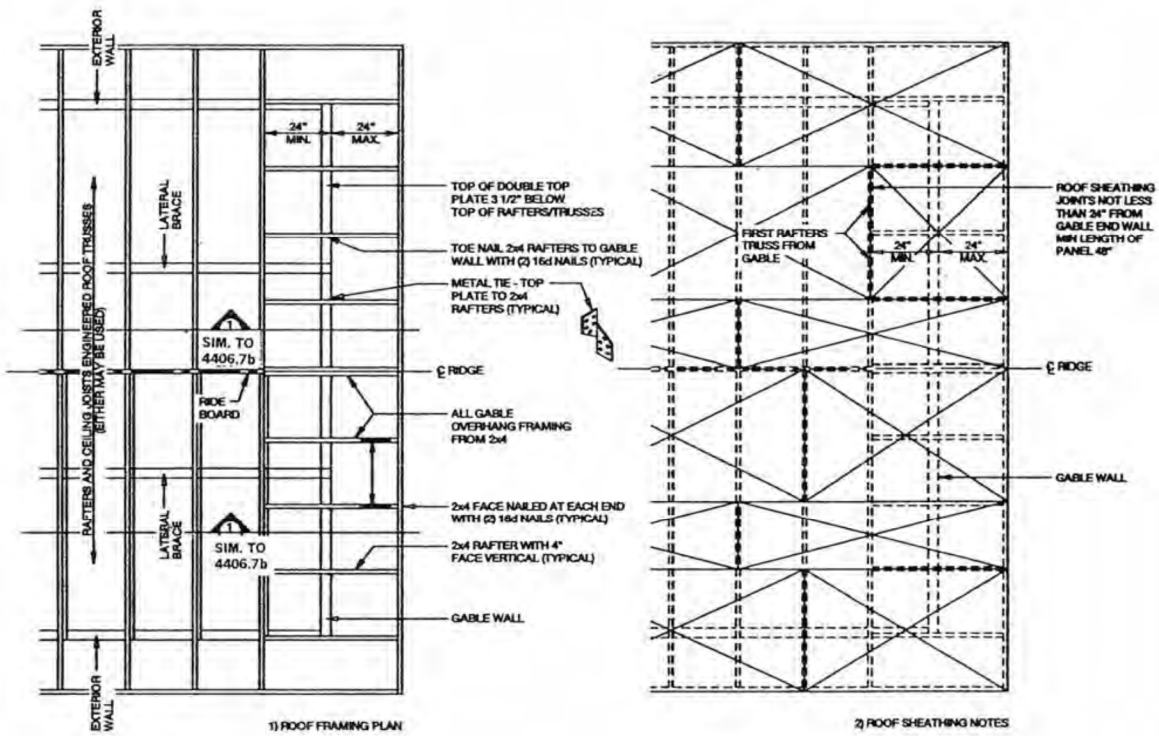 EXTERIOR
WALL
24"
MIN.
24"
MAX.
LATERAL
BRACE
RAFTERS AND CEILING JOISTS ENGINEERED ROOF TRUSSES
(EITHER MAY BE USED)
TOP OF DOUBLE TOP
PLATE 3 1/2" BELOW
TOP OF RAFTERS/TRUSSES
TOE NAIL 2x4 RAFTERS TO GABLE
WALL WITH (2) 16d NAILS (TYPICAL)
METAL TIE - TOP
PLATE TO 2x4
RAFTERS (TYPICAL)
1
SIM. TO
4406.7b
℄ RIDGE
RIDE
BOARD
ALL GABLE
OVERHANG FRAMING
FROM 2x4
LATERAL
BRACE
1
SIM. TO
4406.7b
2x4 FACE NAILED AT EACH END
WITH (2) 16d NAILS (TYPICAL)
2x4 RAFTER WITH 4"
FACE VERTICAL (TYPICAL)
GABLE WALL
EXTERIOR
WALL
1) ROOF FRAMING PLAN
FIRST RAFTERS
TRUSS FROM
GABLE
24"
MIN.
24"
MAX.
ROOF SHEATHING
JOINTS NOT LESS
THAN 24" FROM
GABLE END WALL
MIN LENGTH OF
PANEL 48"
℄ RIDGE
GABLE WALL
2) ROOF SHEATHING NOTES